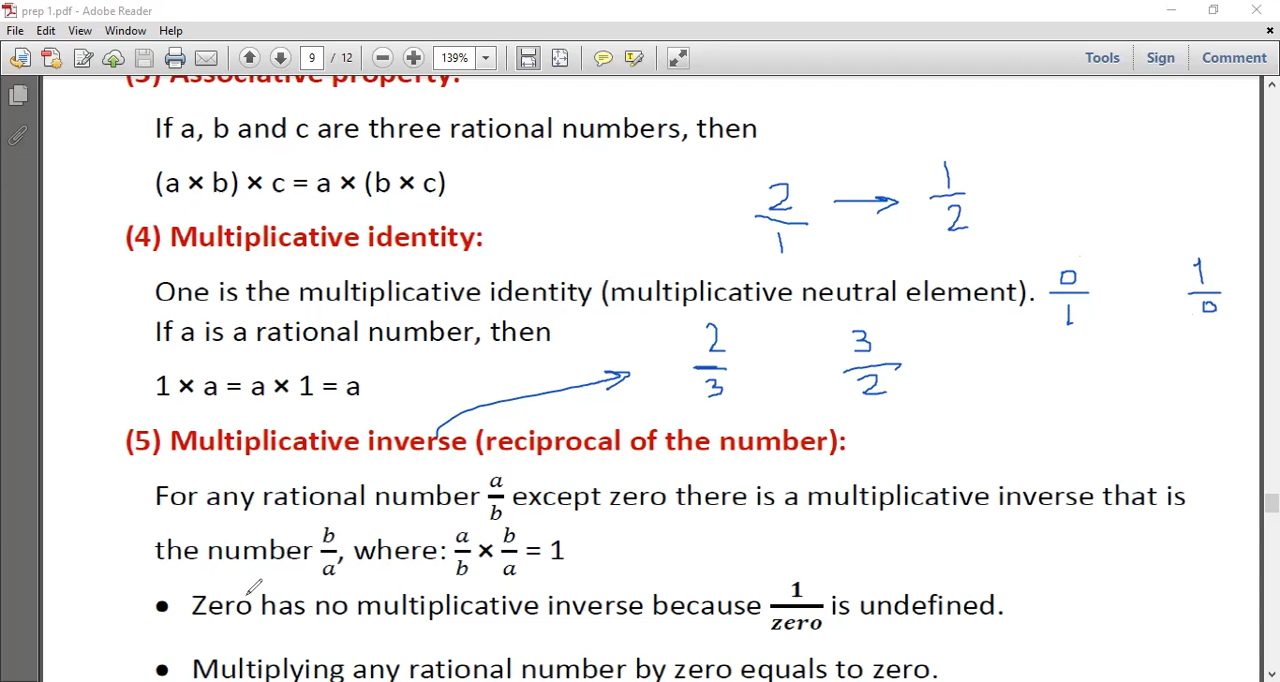 prep 1.pdf - Adobe Reader
File Edit View Window Help
9 / 12 139% Tools Sign Comment
(3) Associative property:
If a, b and c are three rational numbers, then
(a × b) × c = a × (b × c)
2/1 → 1/2
(4) Multiplicative identity:
One is the multiplicative identity (multiplicative neutral element). 0/1 1/0
If a is a rational number, then
2/3 3/2
1 × a = a × 1 = a
(5) Multiplicative inverse (reciprocal of the number):
For any rational number a/b except zero there is a multiplicative inverse that is
the number b/a, where: a/b × b/a = 1
• Zero has no multiplicative inverse because 1/zero is undefined.
• Multiplying any rational number by zero equals to zero.